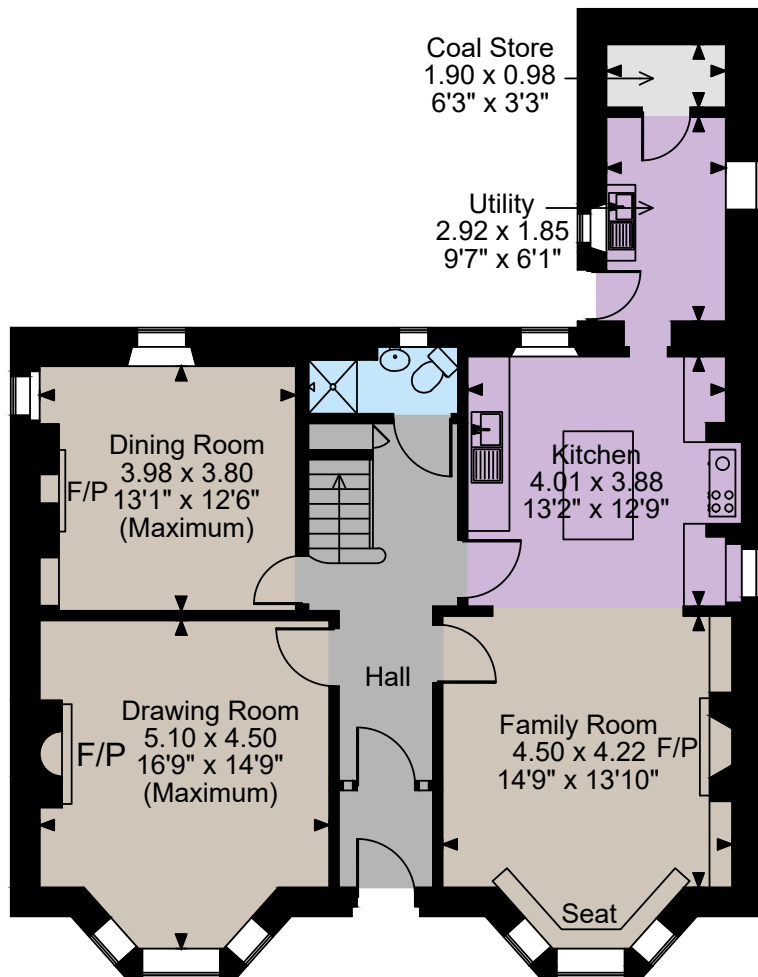 Coal Store
1.90 x 0.98
6'3" x 3'3"
Utility
2.92 x 1.85
9'7" x 6'1"
Dining Room
3.98 x 3.80
13'1" x 12'6"
(Maximum)
F/P
Kitchen
4.01 x 3.88
13'2" x 12'9"
Hall
Drawing Room
5.10 x 4.50
16'9" x 14'9"
(Maximum)
F/P
Family Room
4.50 x 4.22
14'9" x 13'10"
F/P
Seat